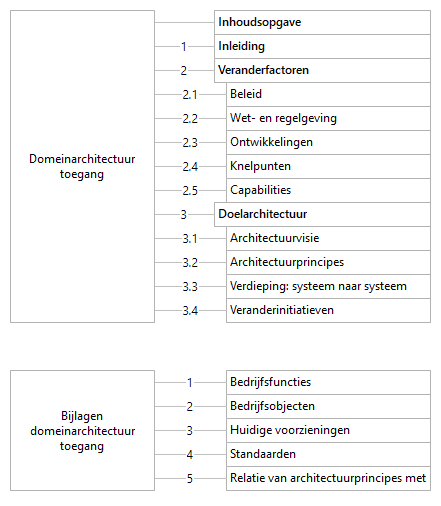 Domeinarchitectuur
toegang
Inhoudsopgave
1 Inleiding
2 Veranderfactoren
2.1 Beleid
2.2 Wet- en regelgeving
2.3 Ontwikkelingen
2.4 Knelpunten
2.5 Capabilities
3 Doelarchitectuur
3.1 Architectuurvisie
3.2 Architectuurprincipes
3.3 Verdieping: systeem naar systeem
3.4 Veranderinitiatieven
Bijlagen
domeinarchitectuur
toegang
1 Bedrijfsfuncties
2 Bedrijfsobjecten
3 Huidige voorzieningen
4 Standaarden
5 Relatie van architectuurprincipes met